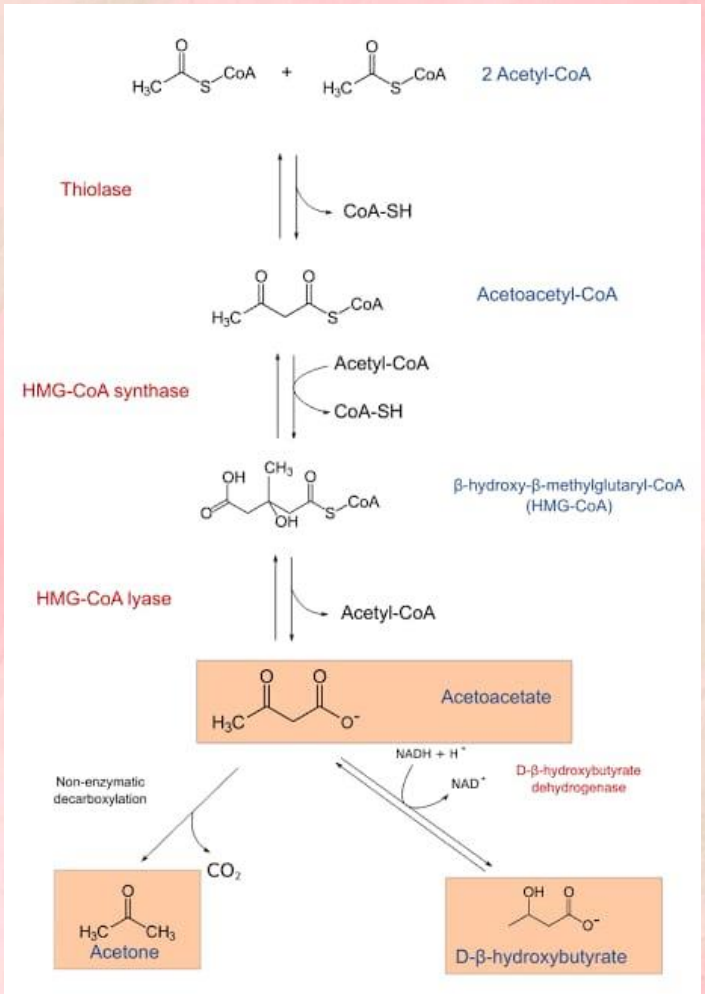 O
H₃C
S
CoA
+
O
H₃C
S
CoA
2 Acetyl-CoA
Thiolase
CoA-SH
O
O
H₃C
S
CoA
Acetoacetyl-CoA
HMG-CoA synthase
Acetyl-CoA
CoA-SH
OH
CH₃
O
O
OH
S
CoA
β-hydroxy-β-methylglutaryl-CoA
(HMG-CoA)
HMG-CoA lyase
Acetyl-CoA
O
O
H₃C
O⁻
Acetoacetate
Non-enzymatic
decarboxylation
CO₂
NADH + H⁺
NAD⁺
D-β-hydroxybutyrate
dehydrogenase
O
H₃C
CH₃
Acetone
OH
O
O⁻
D-β-hydroxybutyrate